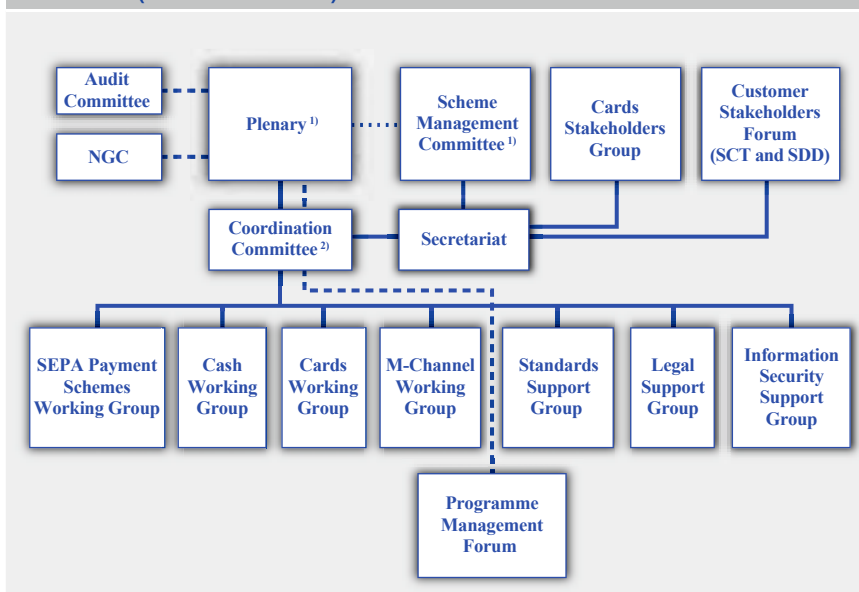 Audit
Committee
NGC
Plenary 1)
Scheme
Management
Committee 1)
Cards
Stakeholders
Group
Customer
Stakeholders
Forum
(SCT and SDD)
Coordination
Committee 2)
Secretariat
SEPA Payment
Schemes
Working Group
Cash
Working
Group
Cards
Working
Group
M-Channel
Working
Group
Standards
Support
Group
Legal
Support
Group
Information
Security
Support
Group
Programme
Management
Forum